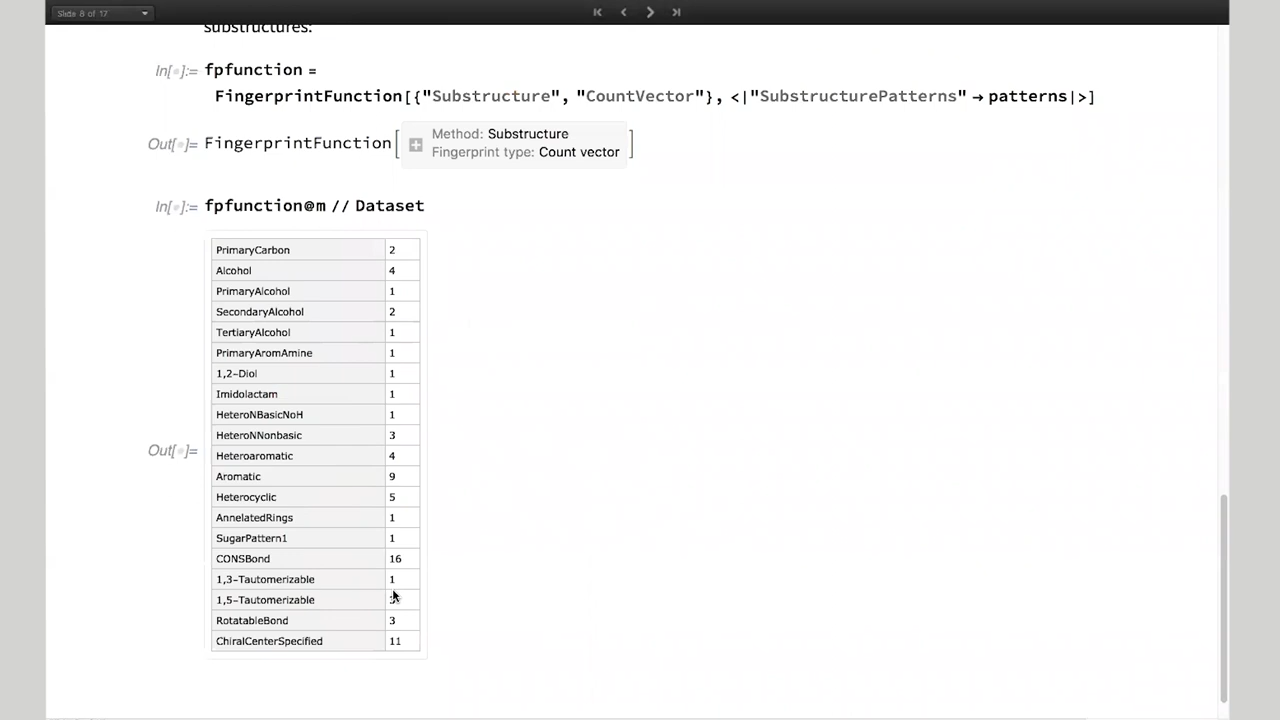 Slide 8 of 17
substructures:
In[◦]:= fpfunction =
FingerprintFunction[{"Substructure", "CountVector"}, <|"SubstructurePatterns" → patterns|>]
Out[◦]= FingerprintFunction[ Method: Substructure
Fingerprint type: Count vector ]
In[◦]:= fpfunction@m // Dataset
PrimaryCarbon 2
Alcohol 4
PrimaryAlcohol 1
SecondaryAlcohol 2
TertiaryAlcohol 1
PrimaryAromAmine 1
1,2-Diol 1
Imidolactam 1
HeteroNBasicNoH 1
HeteroNNonbasic 3
Out[◦]=
Heteroaromatic 4
Aromatic 9
Heterocyclic 5
AnnelatedRings 1
SugarPattern1 1
CONSBond 16
1,3-Tautomerizable 1
1,5-Tautomerizable
RotatableBond 3
ChiralCenterSpecified 11